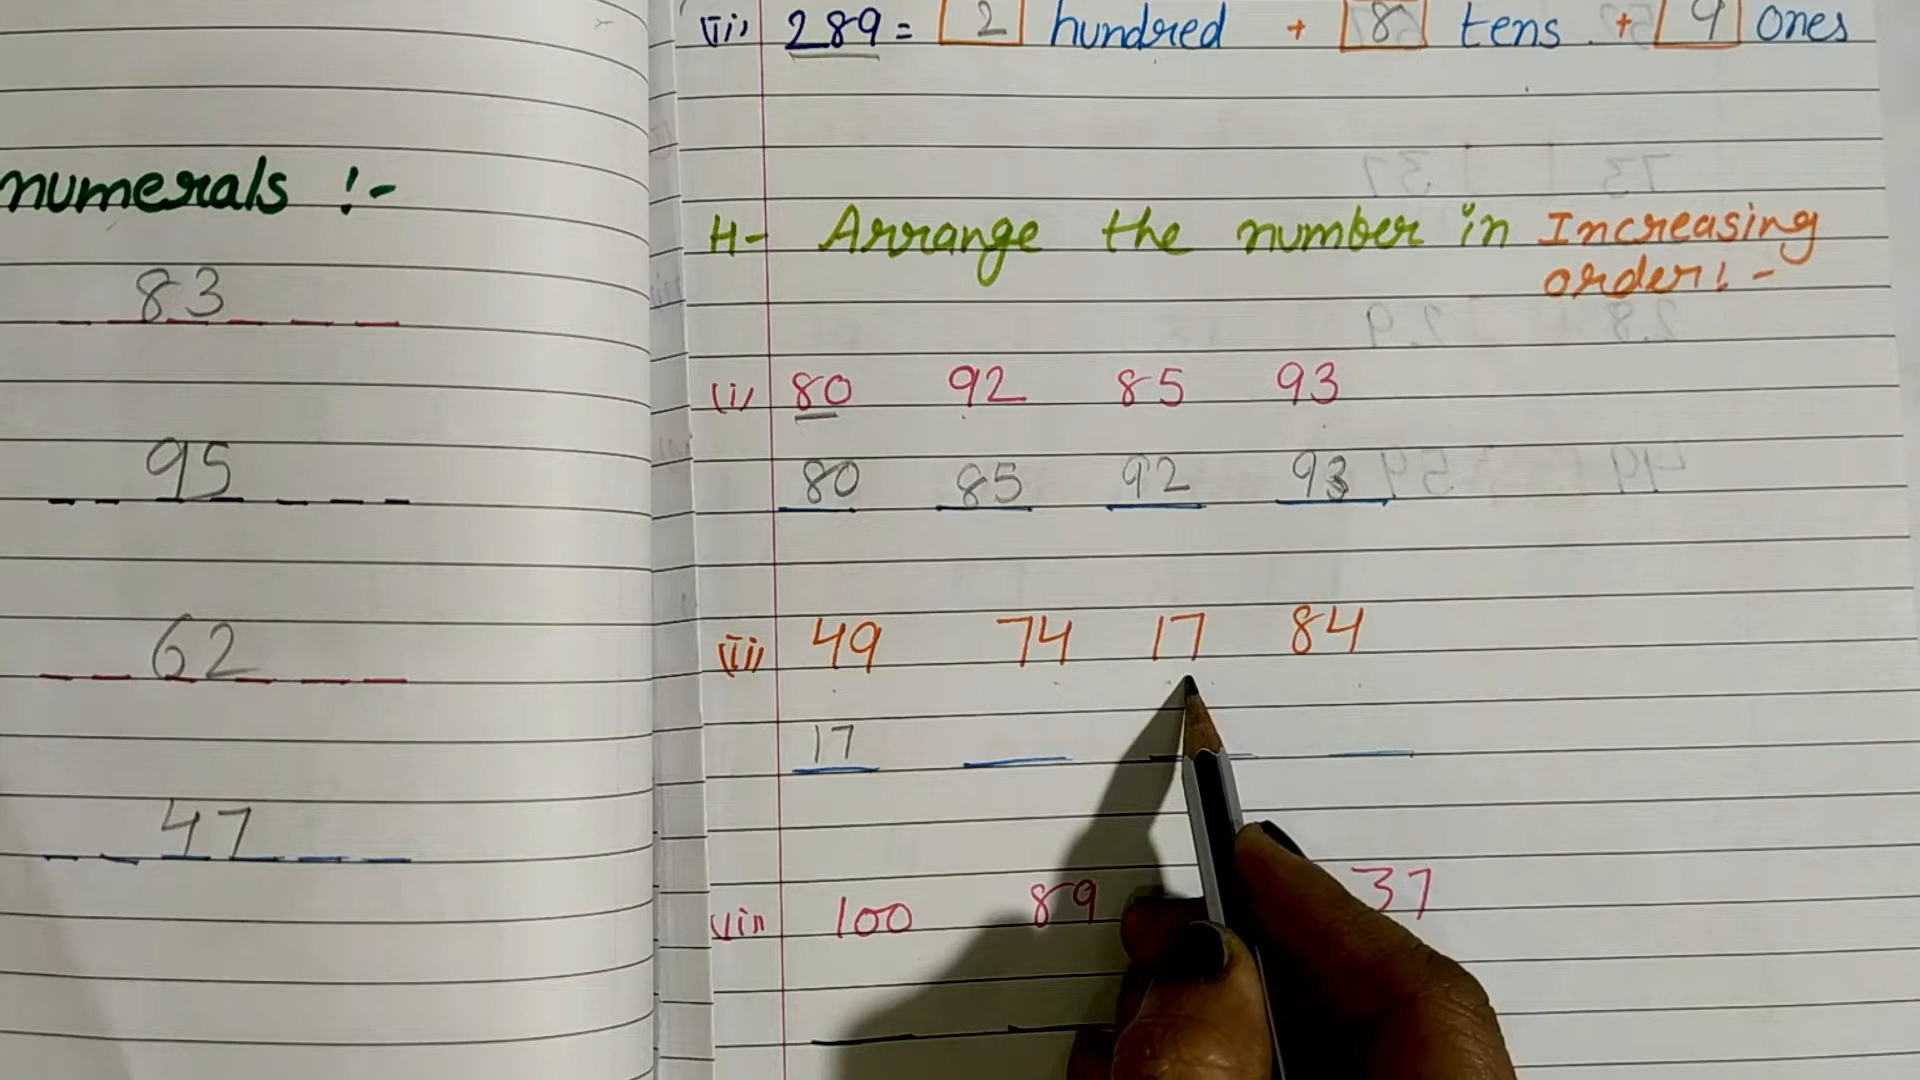 numerals :-
83
95
62
47
(ii) 289 = 2 hundred + 8 tens + 9 ones
H- Arrange the number in Increasing
order:-
(i) 80 92 85 93
80 85 92 93
(ii) 49 74 17 84
17
100 89 37